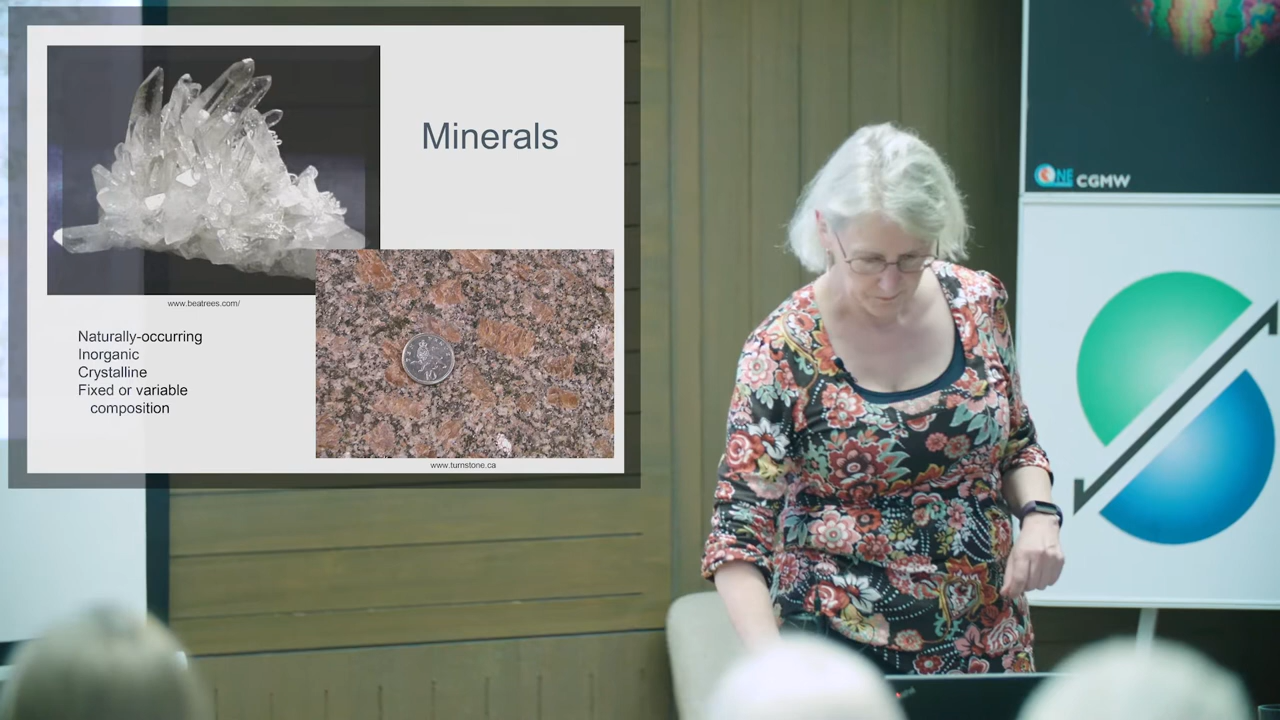 Minerals
www.beatrees.com/
Naturally-occurring
Inorganic
Crystalline
Fixed or variable
composition
www.turnstone.ca
CGMW